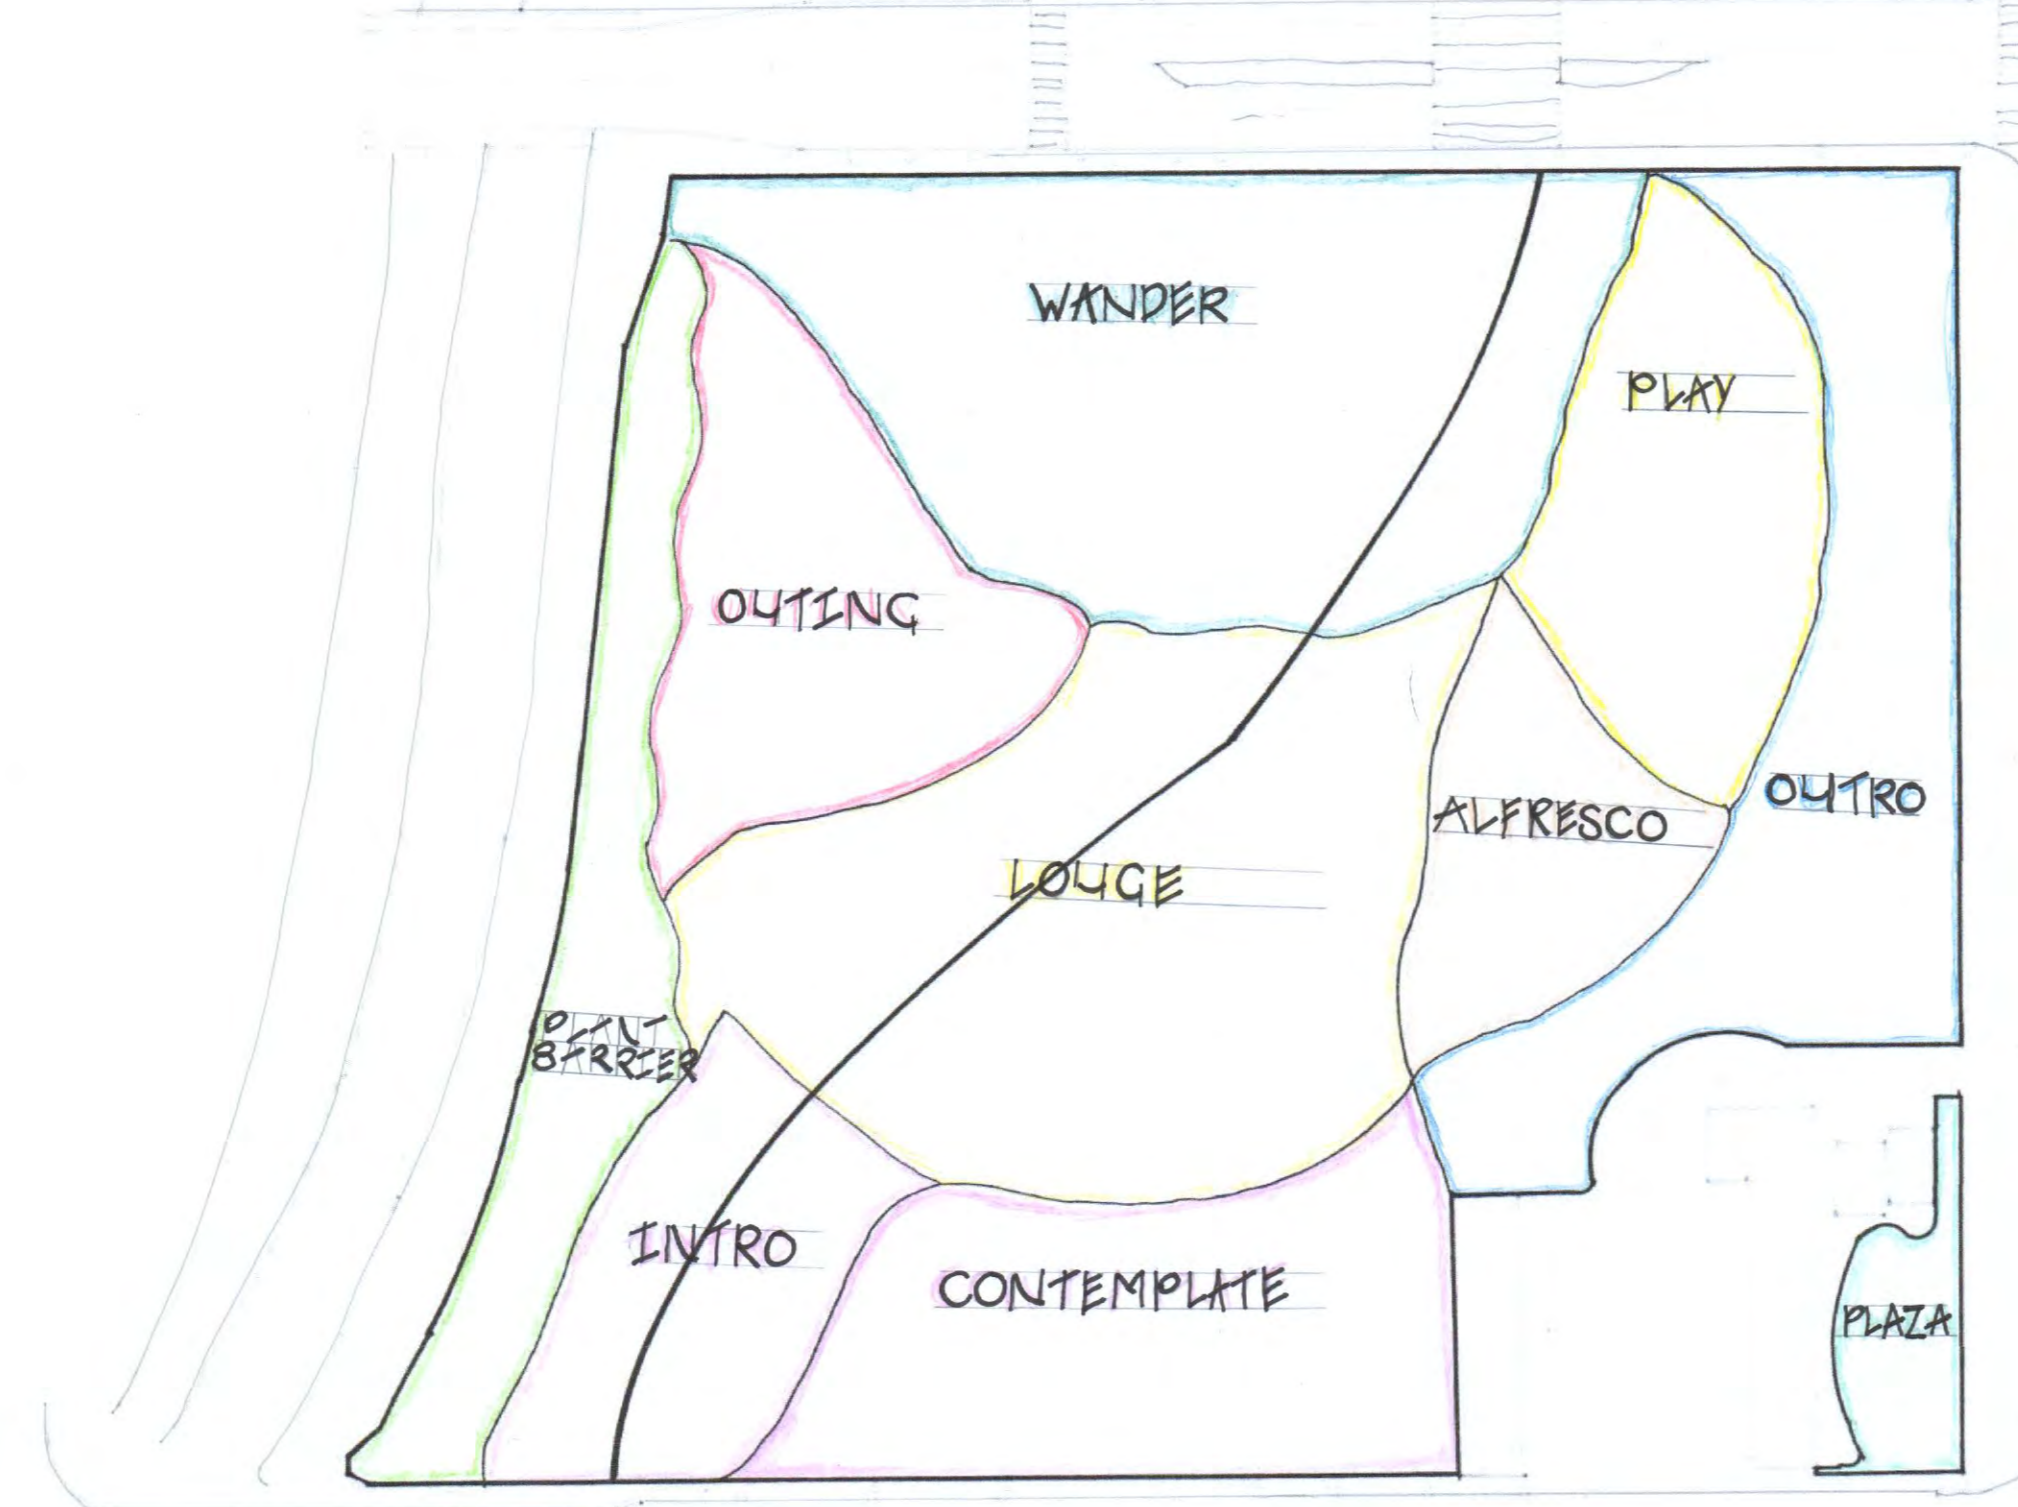 WANDER
PLAY
OUTING
OUTRO
ALFRESCO
LOUGE
PLANT
BARRIER
INTRO
CONTEMPLATE
PLAZA